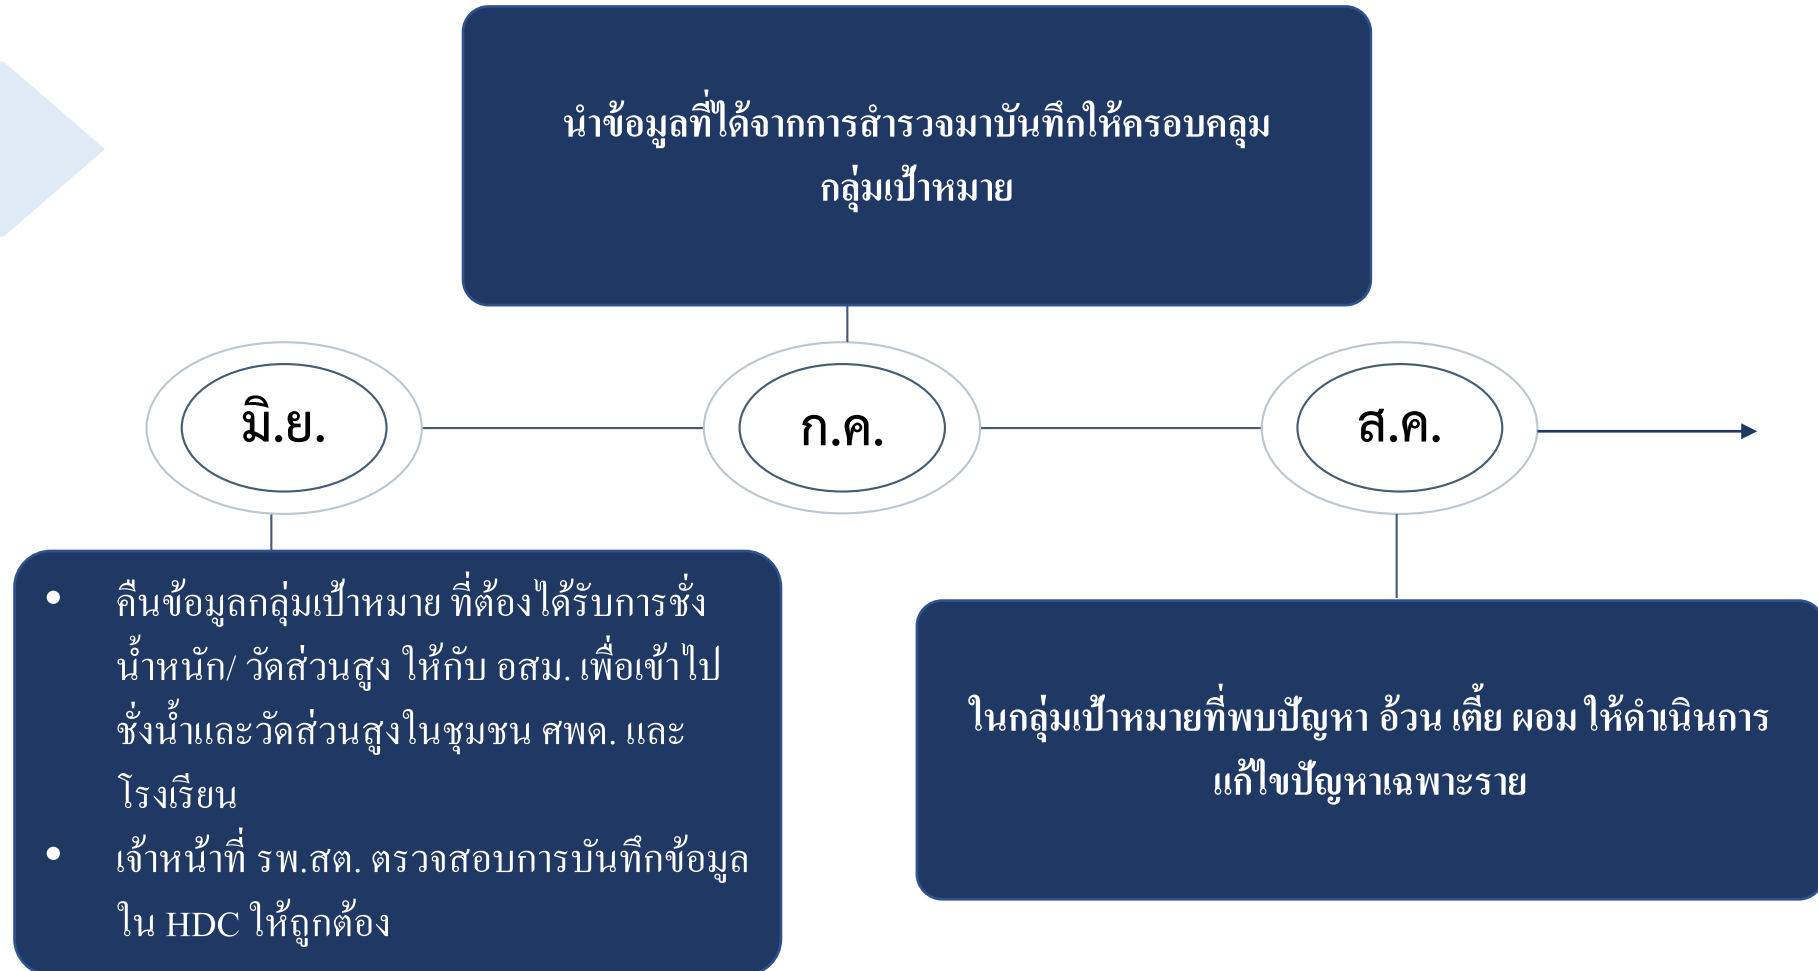 นำข้อมูลที่ได้จากการสำรวจมาบันทึกให้ครอบคลุม
กลุ่มเป้าหมาย
มิ.ย.
ก.ค.
ส.ค.
• คืนข้อมูลกลุ่มเป้าหมาย ที่ต้องได้รับการชั่ง
น้ำหนัก/ วัดส่วนสูง ให้กับ อสม. เพื่อเข้าไป
ชั่งน้ำและวัดส่วนสูงในชุมชน ศพด. และ
โรงเรียน
• เจ้าหน้าที่ รพ.สต. ตรวจสอบการบันทึกข้อมูล
ใน HDC ให้ถูกต้อง
ในกลุ่มเป้าหมายที่พบปัญหา อ้วน เตี้ย ผอม ให้ดำเนินการ
แก้ไขปัญหาเฉพาะราย